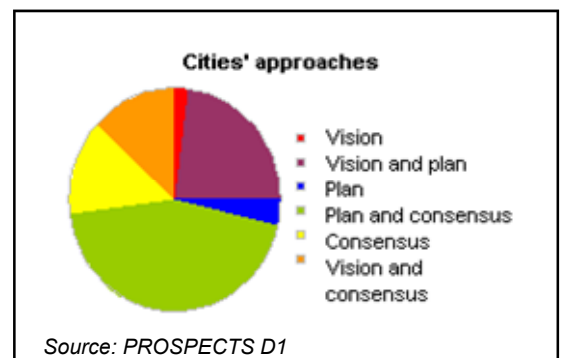 Cities' approaches
Vision
Vision and plan
Plan
Plan and consensus
Consensus
Vision and
consensus
Source: PROSPECTS D1